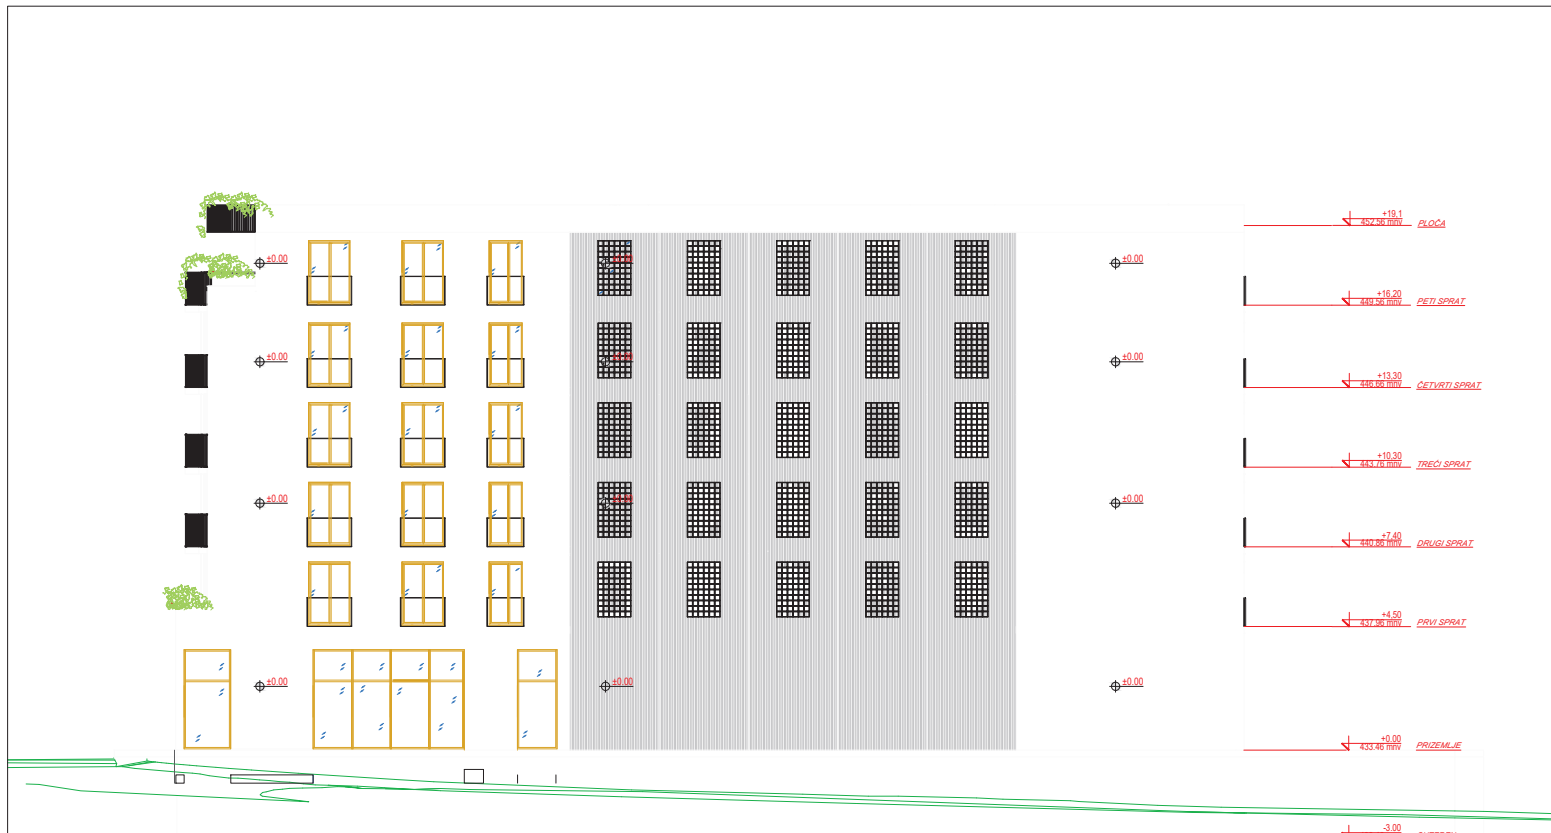 +19.1
452.56 mnv PLOČA
±0.00 ±0.00
+16,20
449.56 mnv PETI SPRAT
±0.00 ±0.00
+13.30
446.66 mnv ČETVRTI SPRAT
+10.30
443.76 mnv TREĆI SPRAT
±0.00 ±0.00
+7.40
440.86 mnv DRUGI SPRAT
+4,50
437.96 mnv PRVI SPRAT
±0.00 ±0.00 ±0.00
+0.00
433.46 mnv PRIZEMLJE
-3.00